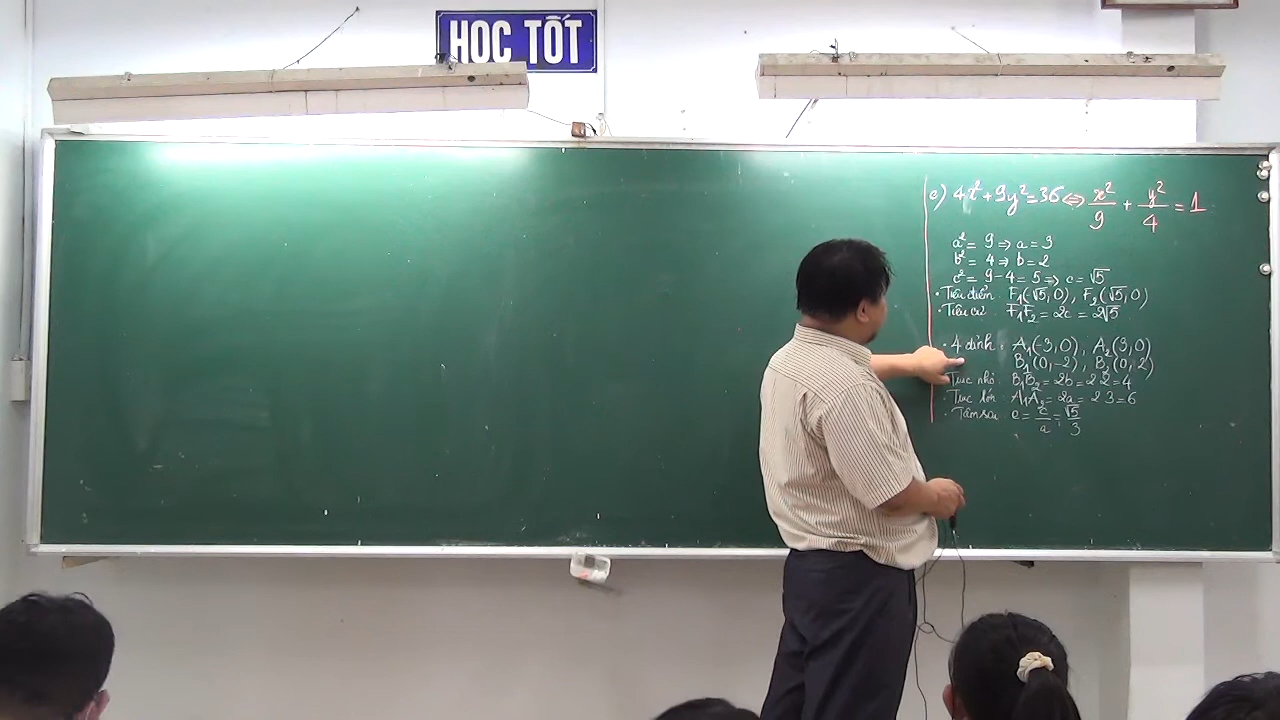 HỌC TỐT
c) 4x² + 9y² = 36 ⇔ x²/9 + y²/4 = 1
a² = 9 ⇒ a = 3
b² = 4 ⇒ b = 2
c² = 9 - 4 = 5 ⇒ c = √5
. Tiêu điểm: F₁(-√5, 0), F₂(√5, 0)
. Tiêu cự: F₁F₂ = 2c = 2√5
. 4 đỉnh: A₁(-3, 0), A₂(3, 0)
B₁(0, -2), B₂(0, 2)
. Trục nhỏ: B₁B₂ = 2b = 2.2 = 4
. Trục lớn: A₁A₂ = 2a = 2.3 = 6
. Tâm sai: e = c/a = √5/3